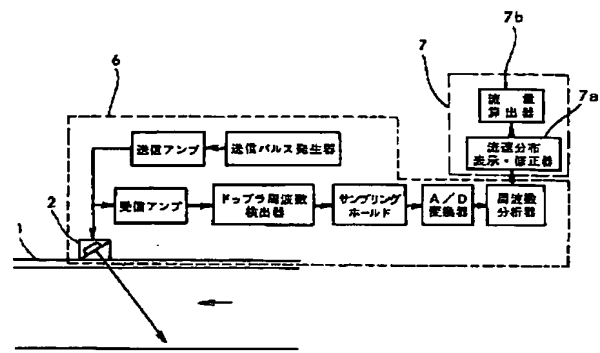 7b
7
6
流量
算出器
7a
流速分布
表示・修正器
送信アンプ
送信パルス発生器
受信アンプ
ドップラ周波数
検出器
サンプリング
ホールド
A/D
変換器
周波数
分析器
2
1